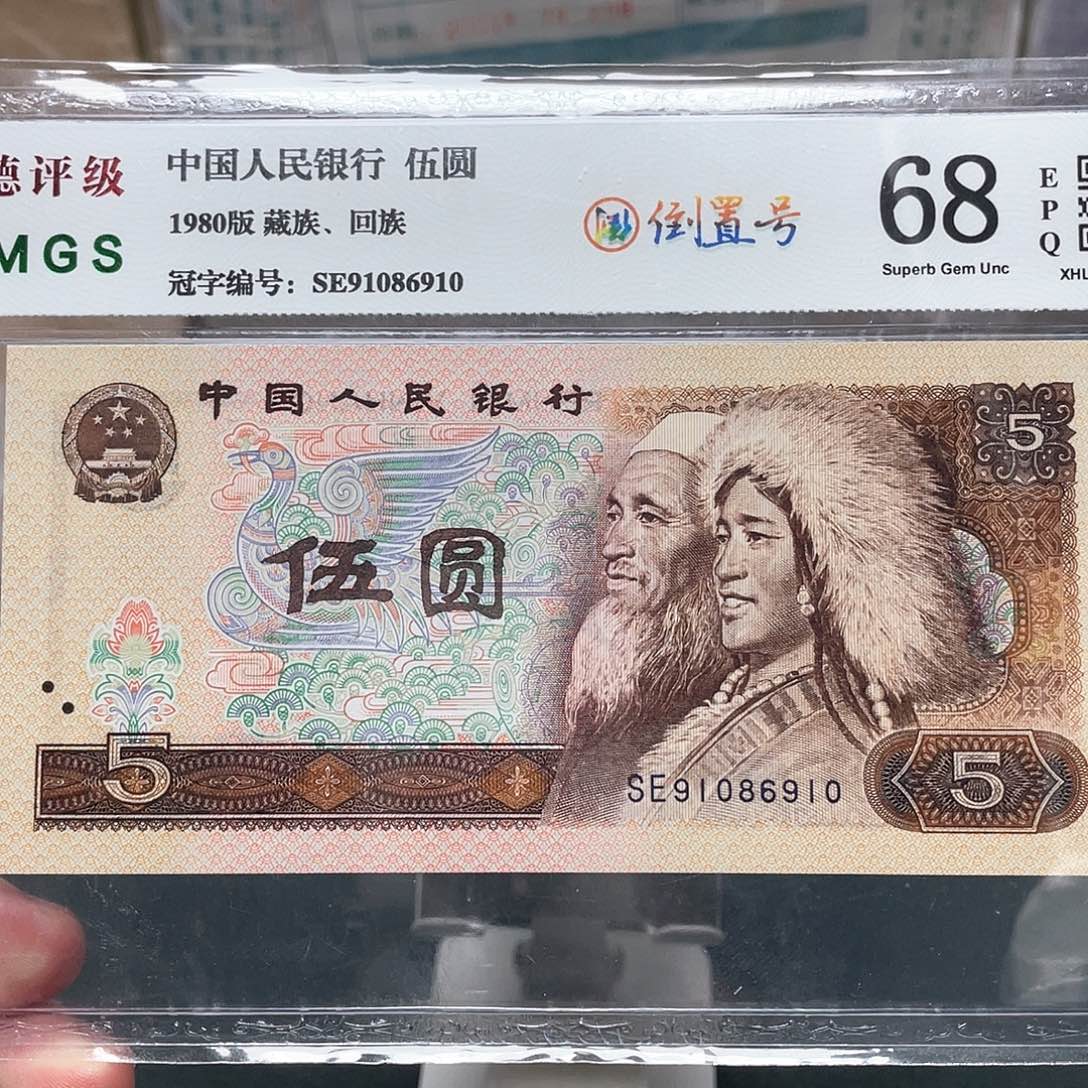 德评级
MGS
中国人民银行 伍圆
1980版 藏族、回族
冠字编号：SE91086910
倒置号
68
Superb Gem Unc
E
P
Q
XHL
中国人民银行
5
伍圆
5
SE91086910
5